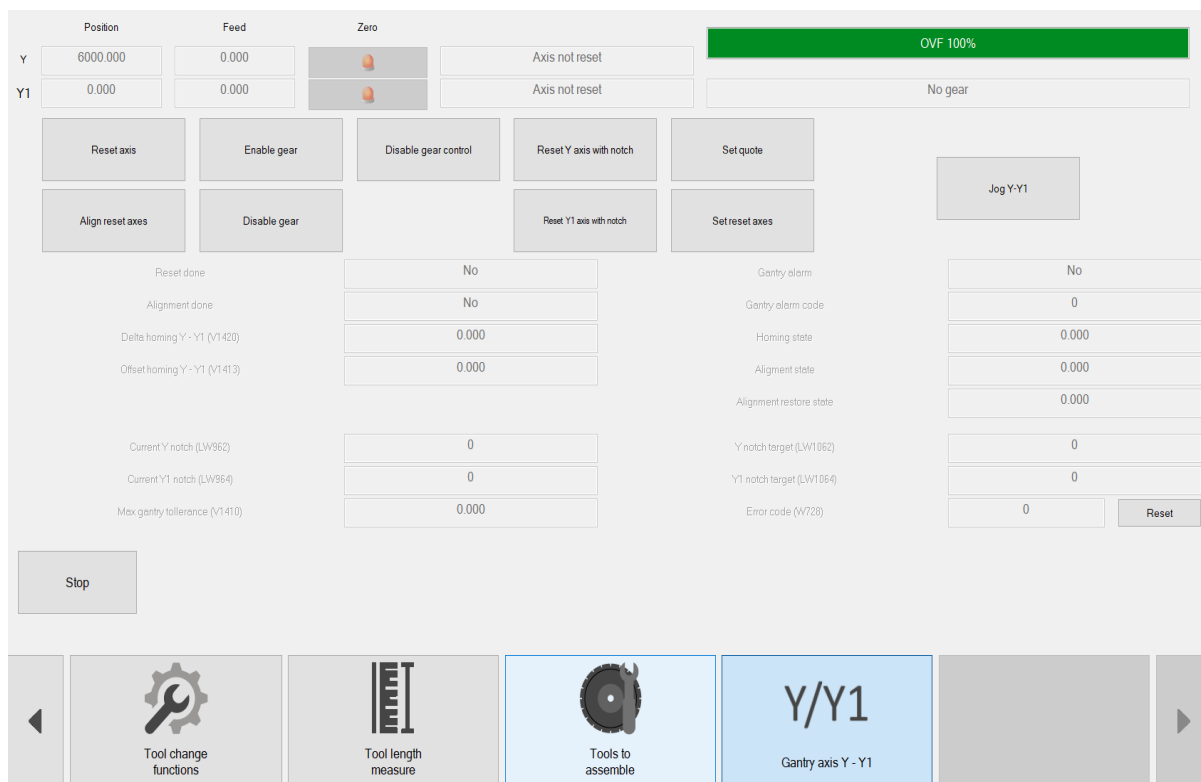 Position Feed Zero
Y 6000.000 0.000 Axis not reset OVF 100%
Y1 0.000 0.000 Axis not reset No gear
Reset axis Enable gear Disable gear control Reset Y axis with notch Set quote
Jog Y-Y1
Align reset axes Disable gear Reset Y1 axis with notch Set reset axes
Reset done No Gantry alarm No
Alignment done No Gantry alarm code 0
Delta homing Y - Y1 (V1420) 0.000 Homing state 0.000
Offset homing Y - Y1 (V1413) 0.000 Aligment state 0.000
Alignment restore state 0.000
Current Y notch (LW962) 0 Y notch target (LW1062) 0
Current Y1 notch (LW964) 0 Y1 notch target (LW1064) 0
Max gantry tollerance (V1410) 0.000 Error code (W728) 0 Reset
Stop
Y/Y1
Tool change
functions
Tool length
measure
Tools to
assemble
Gantry axis Y - Y1